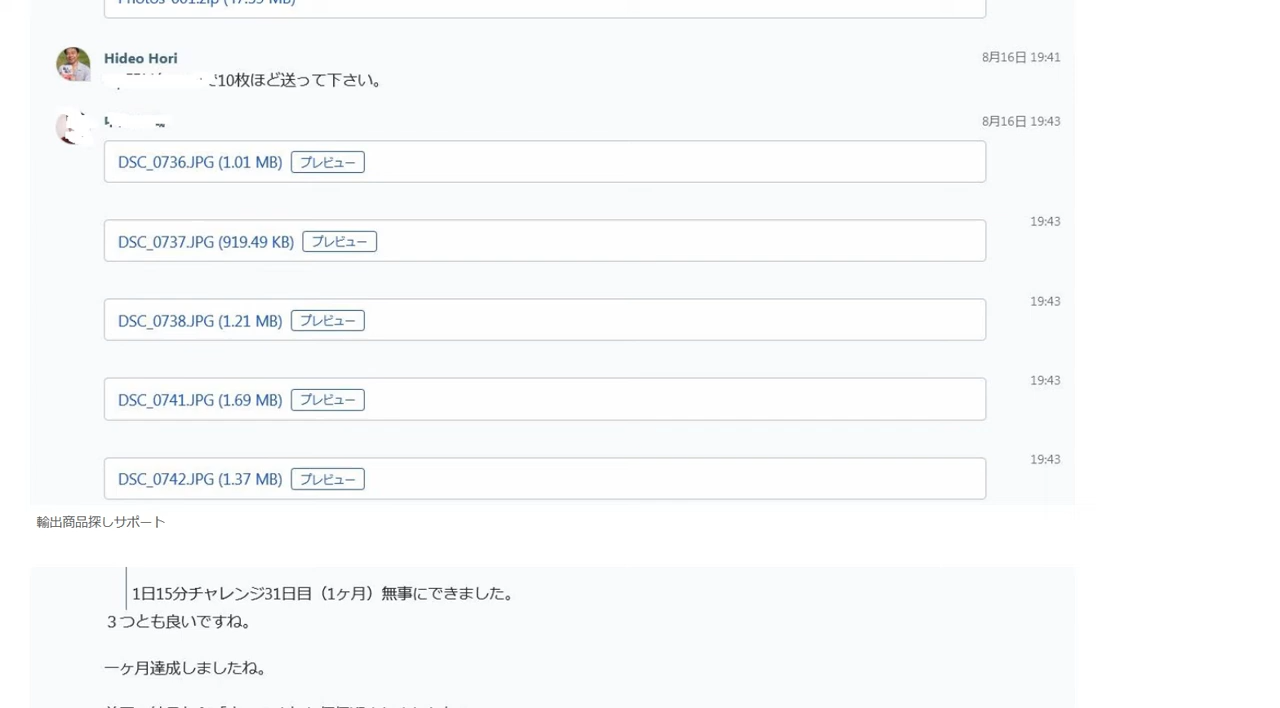 Photos-001.zip (17.39 MB)
Hideo Hori
8月16日 19:41
で10枚ほど送って下さい。
8月16日 19:43
DSC_0736.JPG (1.01 MB) プレビュー
19:43
DSC_0737.JPG (919.49 KB) プレビュー
19:43
DSC_0738.JPG (1.21 MB) プレビュー
19:43
DSC_0741.JPG (1.69 MB) プレビュー
19:43
DSC_0742.JPG (1.37 MB) プレビュー
輸出商品探しサポート
1日15分チャレンジ31日目（1ヶ月）無事にできました。
３つとも良いですね。
一ヶ月達成しましたね。